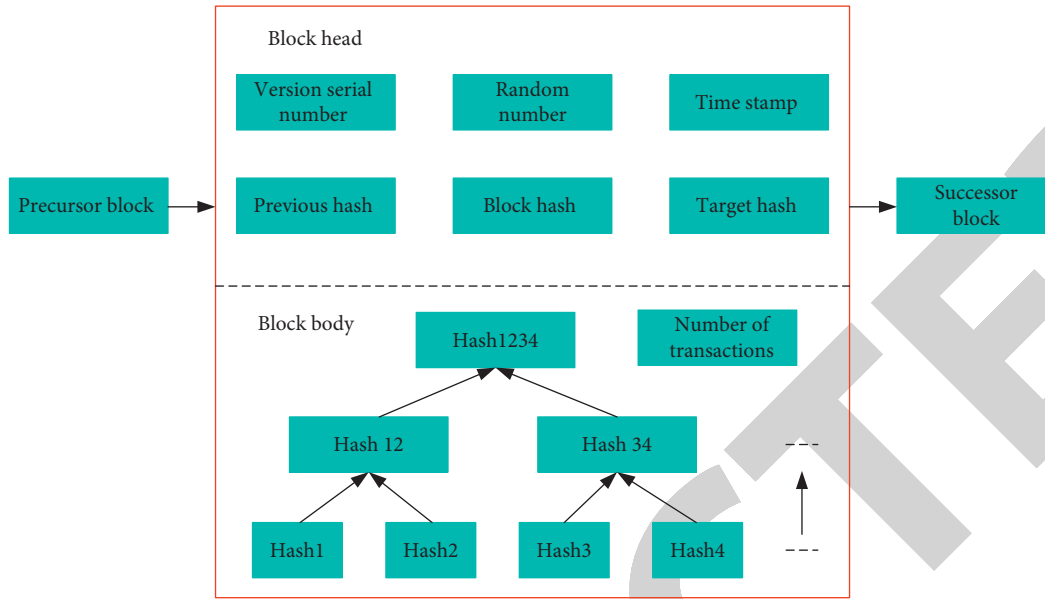 Block head
Version serial
number
Random
number
Time stamp
Precursor block
Previous hash
Block hash
Target hash
Successor
block
Block body
Hash1234
Number of
transactions
Hash 12
Hash 34
Hash1
Hash2
Hash3
Hash4